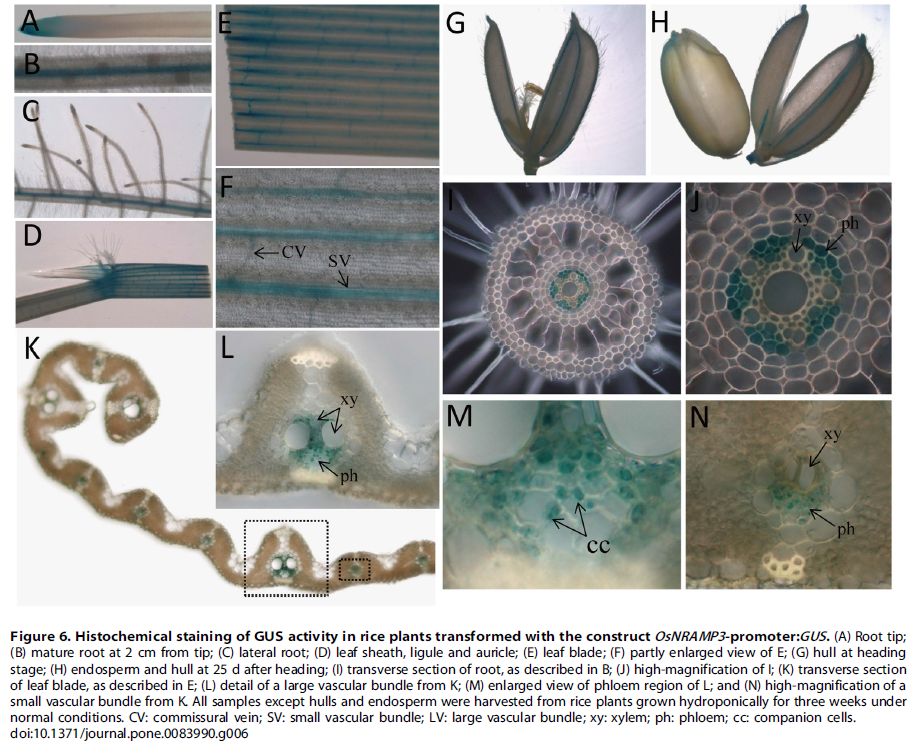 A
B
C
D
E
F
CV
SV
G
H
I
J
xy
ph
K
L
xy
ph
M
cc
N
xy
ph
Figure 6. Histochemical staining of GUS activity in rice plants transformed with the construct OsNRAMP3-promoter:GUS. (A) Root tip;
(B) mature root at 2 cm from tip; (C) lateral root; (D) leaf sheath, ligule and auricle; (E) leaf blade; (F) partly enlarged view of E; (G) hull at heading
stage; (H) endosperm and hull at 25 d after heading; (I) transverse section of root, as described in B; (J) high-magnification of I; (K) transverse section
of leaf blade, as described in E; (L) detail of a large vascular bundle from K; (M) enlarged view of phloem region of L; and (N) high-magnification of a
small vascular bundle from K. All samples except hulls and endosperm were harvested from rice plants grown hydroponically for three weeks under
normal conditions. CV: commissural vein; SV: small vascular bundle; LV: large vascular bundle; xy: xylem; ph: phloem; cc: companion cells.
doi:10.1371/journal.pone.0083990.g006